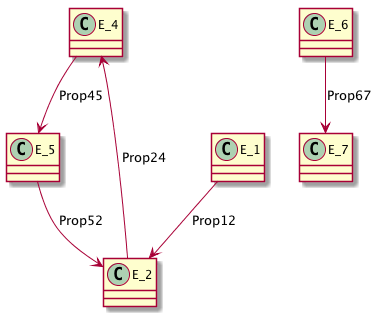 C E_4
C E_6
Prop45
Prop67
C E_5
Prop24
C E_1
C E_7
Prop52
Prop12
C E_2